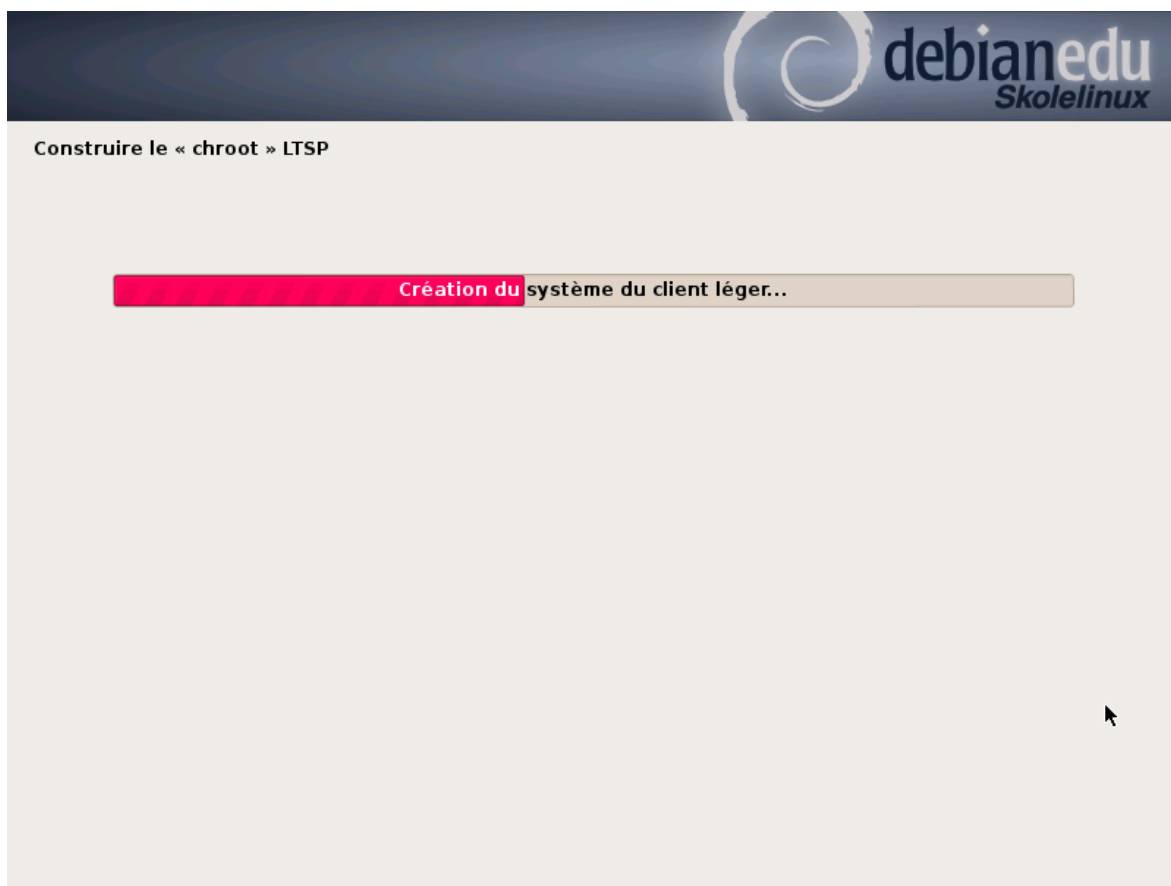 debianedu
Skolelinux
Construire le « chroot » LTSP
Création du système du client léger...